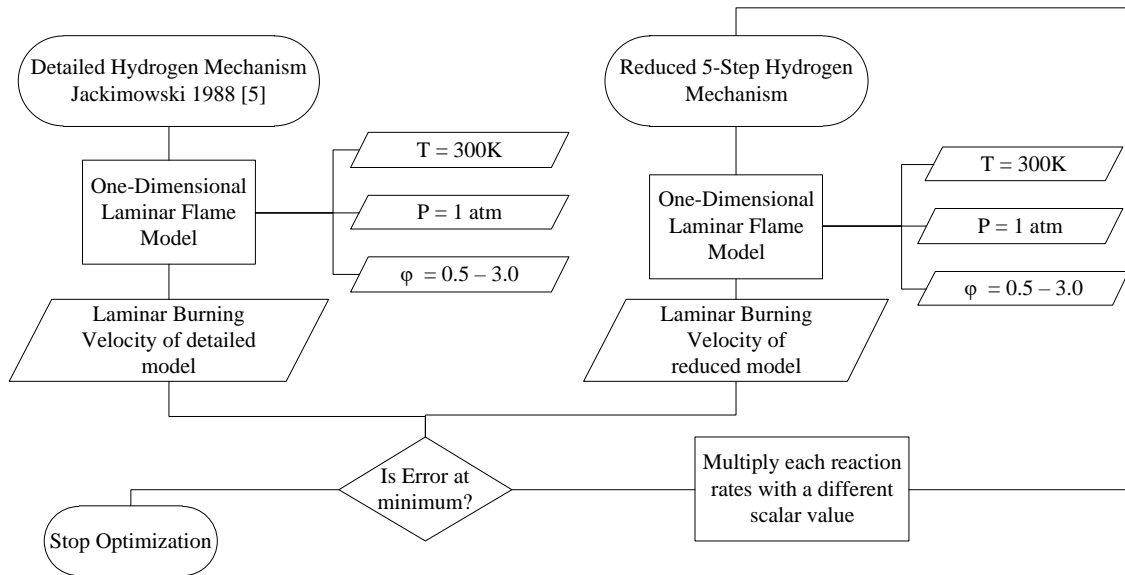 Detailed Hydrogen Mechanism
Jackimowski 1988 [5]
One-Dimensional
Laminar Flame
Model
T = 300K
P = 1 atm
φ = 0.5 – 3.0
Laminar Burning
Velocity of detailed
model
Reduced 5-Step Hydrogen
Mechanism
One-Dimensional
Laminar Flame
Model
T = 300K
P = 1 atm
φ = 0.5 – 3.0
Laminar Burning
Velocity of
reduced model
Is Error at
minimum?
Multiply each reaction
rates with a different
scalar value
Stop Optimization